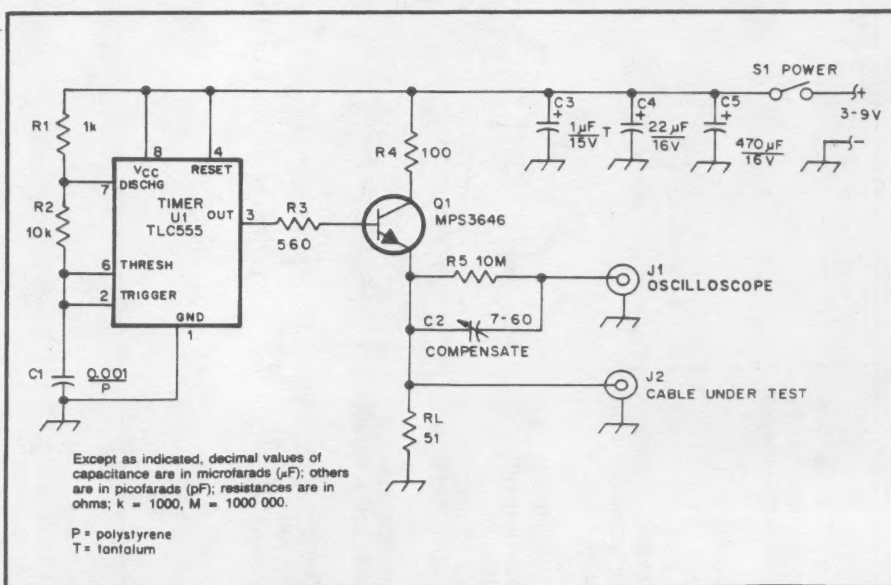 S1 POWER
3-9V
+
-
C3
+
1µF
15V
T
C4
+
22µF
16V
C5
+
470µF
16V
R1
1k
R2
10k
8
4
VCC
RESET
7
DISCHG
TIMER
U1
TLC555
OUT
3
6
THRESH
2
TRIGGER
GND
1
R3
560
R4
100
Q1
MPS3646
R5 10M
J1
OSCILLOSCOPE
C2
7-60
COMPENSATE
J2
CABLE UNDER TEST
C1
0.001
P
RL
51
Except as indicated, decimal values of
capacitance are in microfarads (µF); others
are in picofarads (pF); resistances are in
ohms; k = 1000, M = 1000 000.
P = polystyrene
T = tantalum